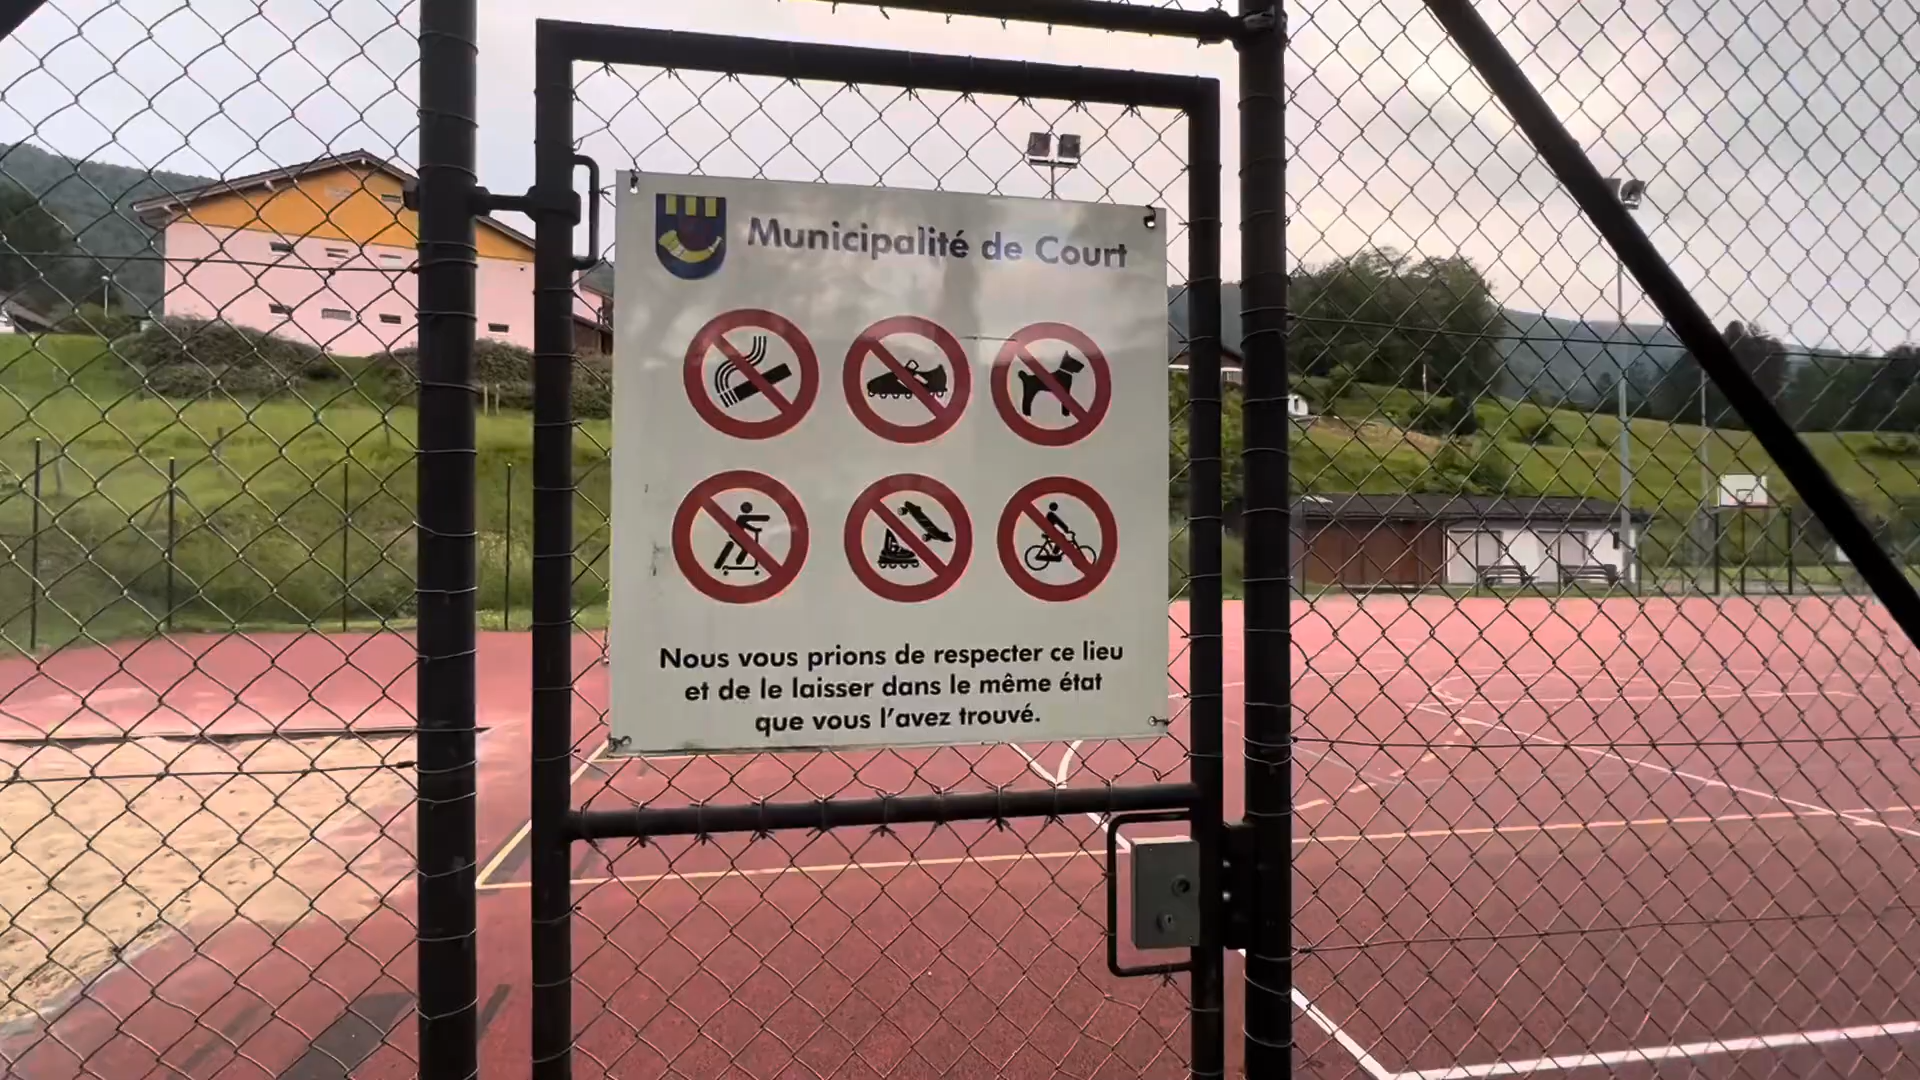 Municipalité de Court
Nous vous prions de respecter ce lieu
et de le laisser dans le même état
que vous l'avez trouvé.